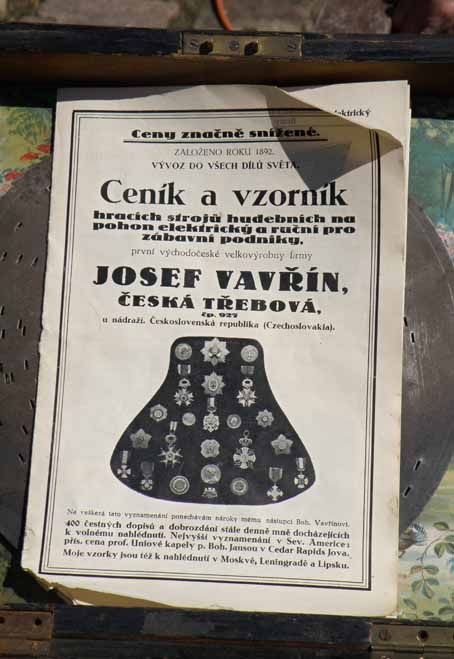 elektrický
Ceny značně snížené.
ZALOŽENO ROKU 1892.
VÝVOZ DO VŠECH DÍLŮ SVĚTA.
Ceník a vzorník
hracích strojů hudebních na
pohon elektrický a ruční pro
zábavní podniky,
první východočeské velkovýrobny firmy
JOSEF VAVŘÍN,
ČESKÁ TŘEBOVÁ,
čp. 927
u nádraží. Československá republika (Czechoslovakia).
Na veškerá tato vyznamenání ponechávám nároky mému nástupci Boh. Vavřínovi.
400 čestných dopisů a dobrozdání stále denně mně docházejících
k volnému nahlédnutí. Nejvyšší vyznamenání v Sev. Americe:
přís. cena prof. Uniové kapely p. Boh. Jansou v Cedar Rapids Jova.
Moje vzorky jsou též k nahlédnutí v Moskvě, Leningradě a Lipsku.